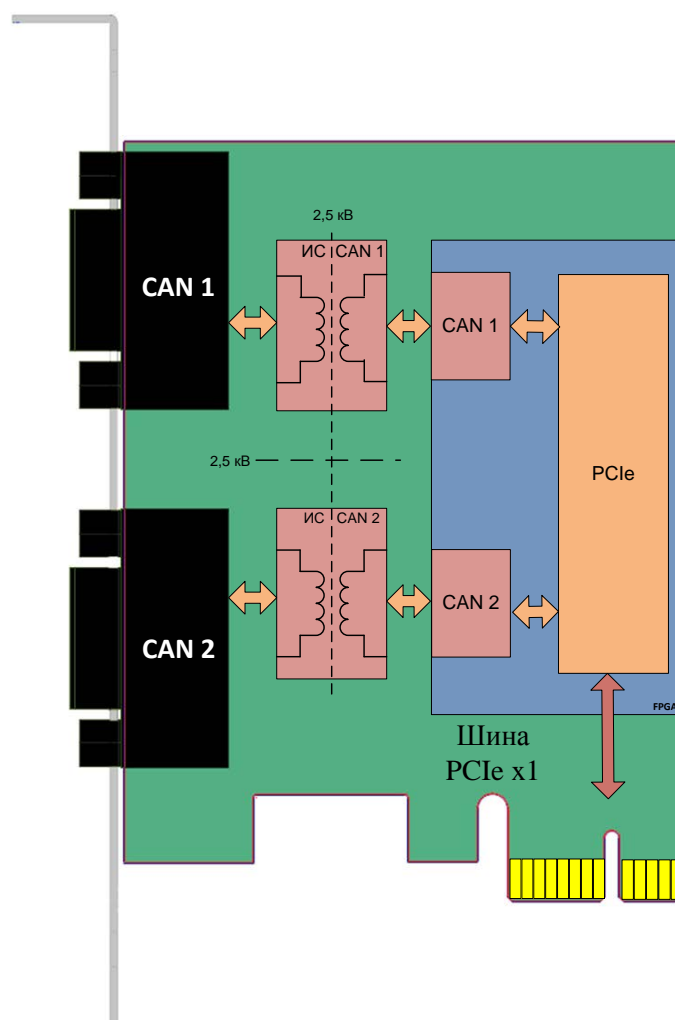 2,5 кВ
ИС CAN 1
CAN 1
CAN 1
2,5 кВ
PCIe
ИС CAN 2
CAN 2
CAN 2
FPGA
Шина
PCIe x1